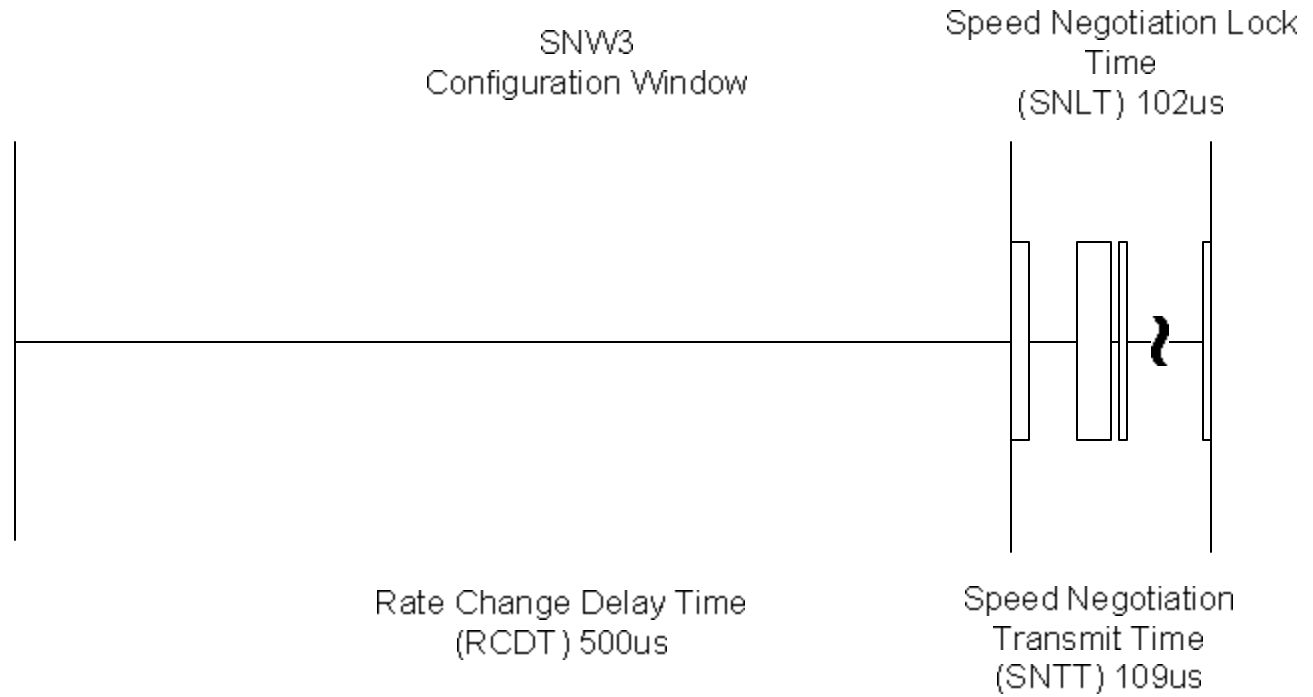 SNW3
Configuration Window
Speed Negotiation Lock
Time
(SNLT) 102us
Rate Change Delay Time
(RCDT) 500us
Speed Negotiation
Transmit Time
(SNTT) 109us